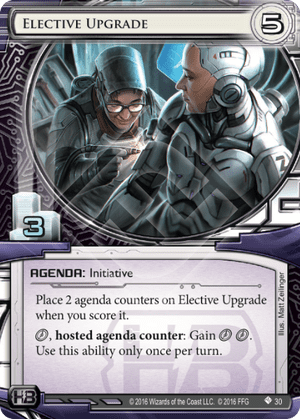 ELECTIVE UPGRADE
5
3
AGENDA: Initiative
Place 2 agenda counters on Elective Upgrade
when you score it.
, hosted agenda counter: Gain .
Use this ability only once per turn.
Illus. Matt Zeilinger
HB
© 2016 Wizards of the Coast LLC. © 2016 FFG
30